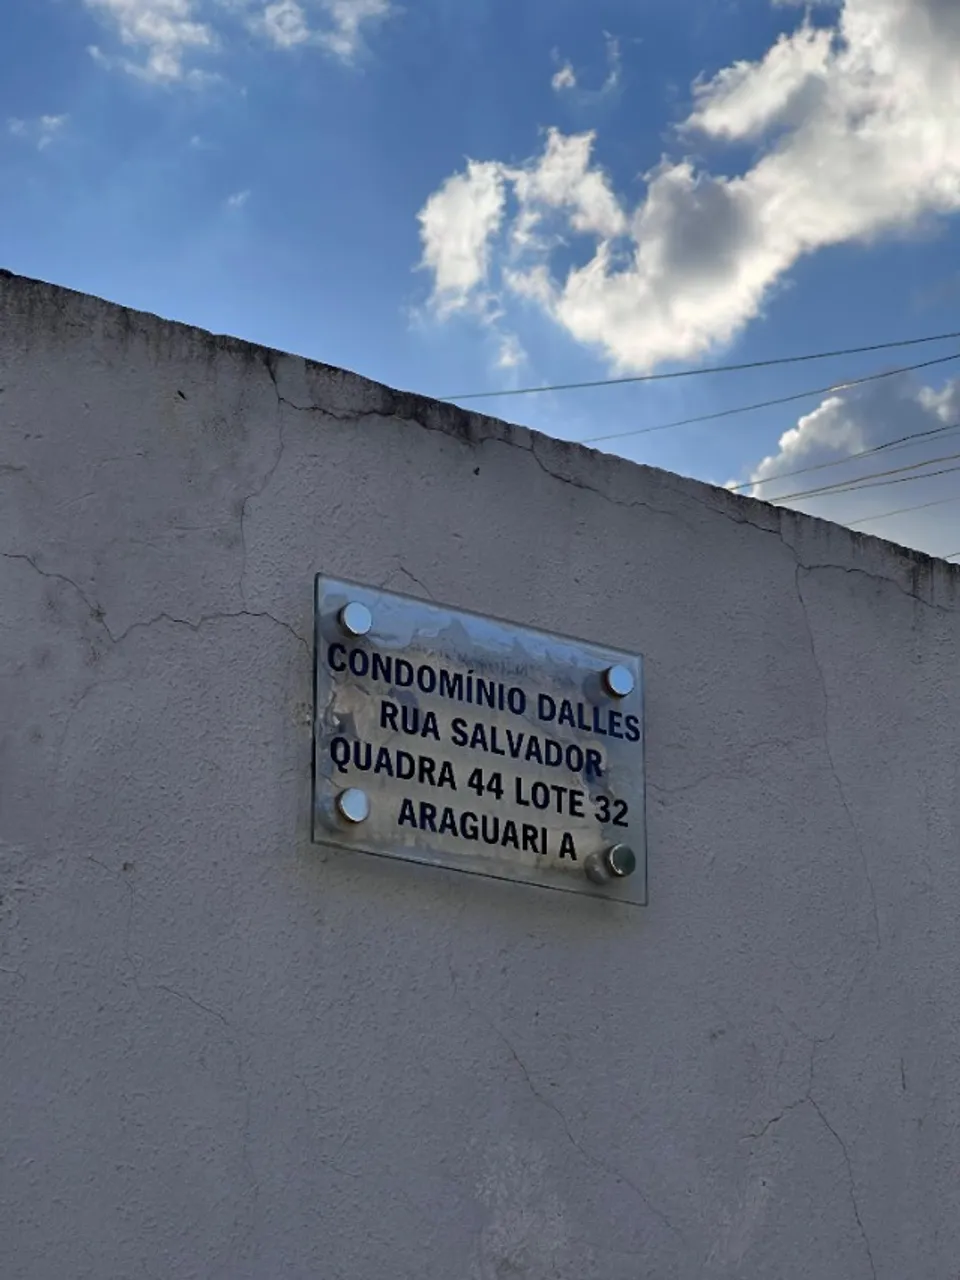 CONDOMÍNIO DALLES
RUA SALVADOR
QUADRA 44 LOTE 32
ARAGUARI A